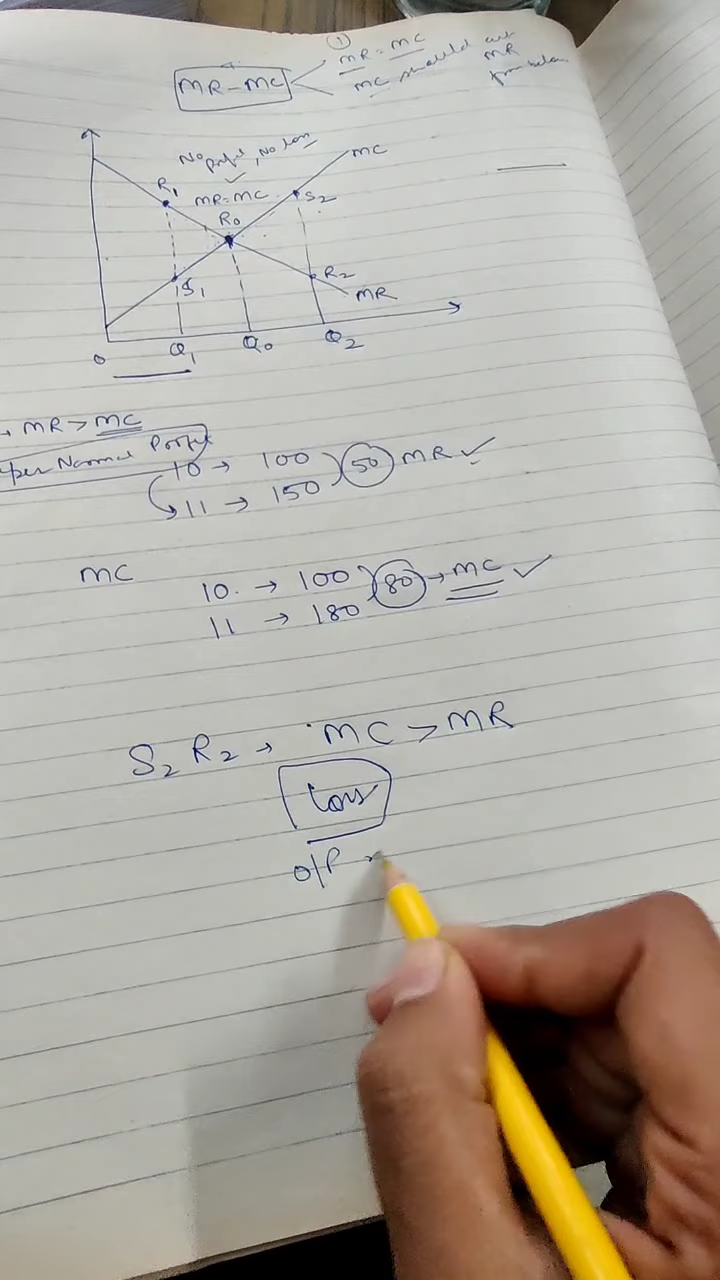 ①
MR = MC
MR - MC
MC should cut
MR
from below
No profit, No loss
MC
R₁
MR = MC
S₂
R₀
S₁
R₂
MR
0 Q₁ Q₀ Q₂
→ MR > MC
per Normal Profit
10 → 100
50 MR ✓
11 → 150
MC
10. → 100
80 → MC ✓
11 → 180
S₂ R₂ → MC > MR
Loss
O/P